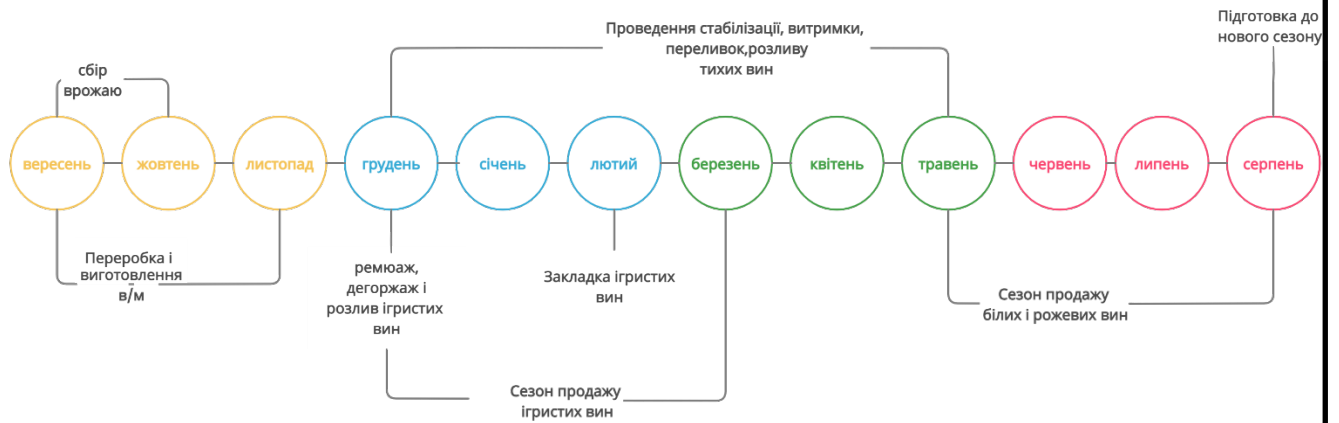 Проведення стабілізації, витримки,
переливок,розливу
тихих вин
Підготовка до
нового сезону
сбір
врожаю
вересень
жовтень
листопад
грудень
січень
лютий
березень
квітень
травень
червень
липень
серпень
Переробка і
виготовлення
в/м
ремюаж,
дегоржаж і
розлив ігристих
вин
Закладка ігристих
вин
Сезон продажу
білих і рожевих вин
Сезон продажу
ігристих вин